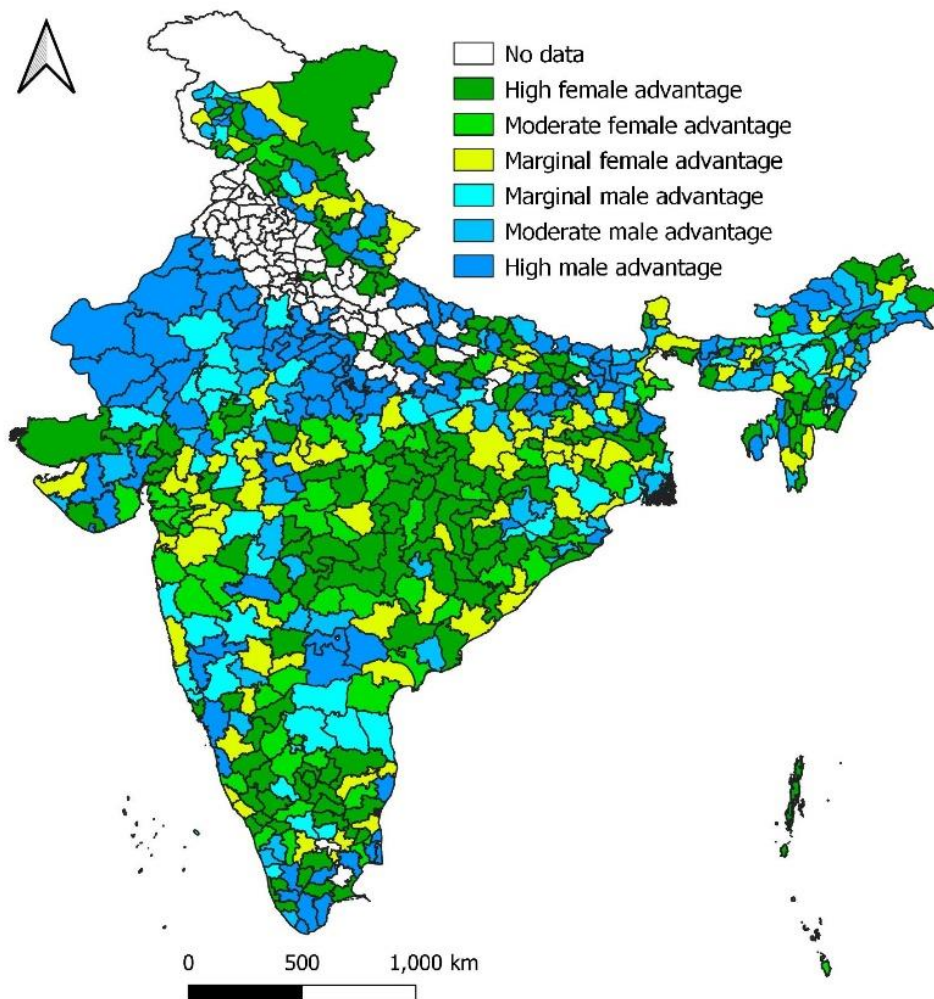 No data
High female advantage
Moderate female advantage
Marginal female advantage
Marginal male advantage
Moderate male advantage
High male advantage
0 500 1,000 km